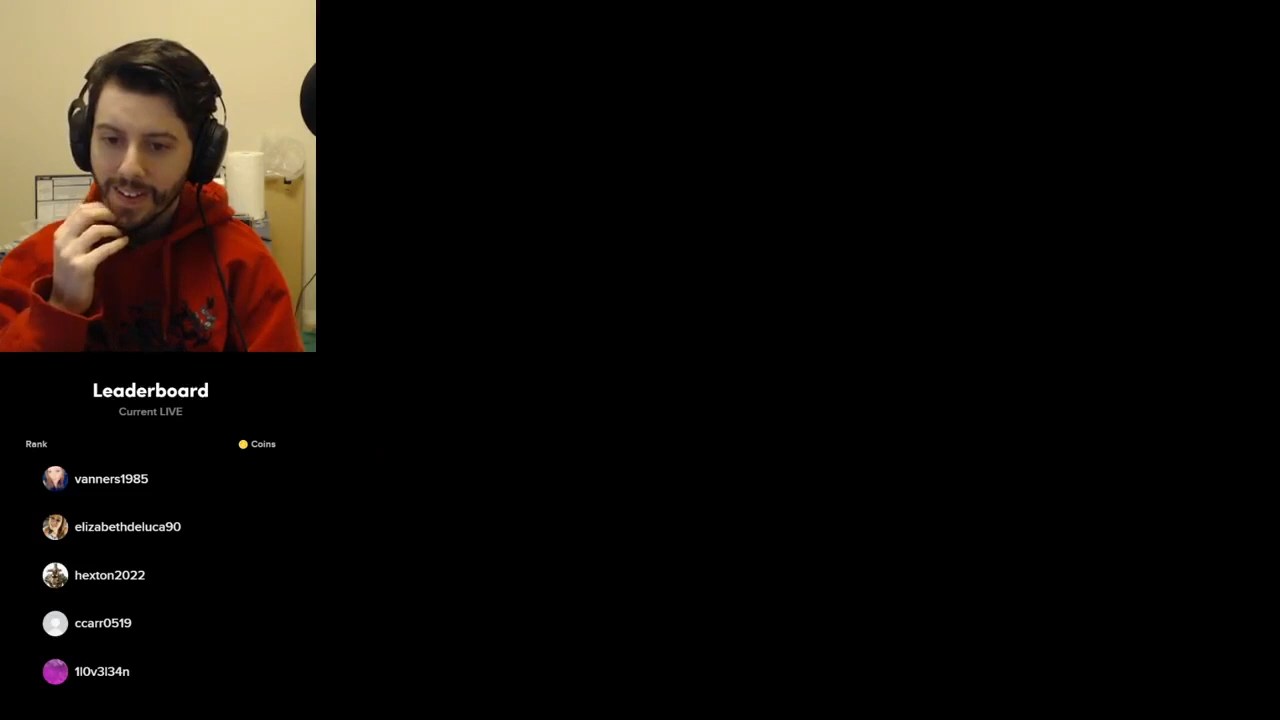 Leaderboard
Current LIVE
Rank Coins
vanners1985
elizabethdeluca90
hexton2022
ccarr0519
1l0v3l34n